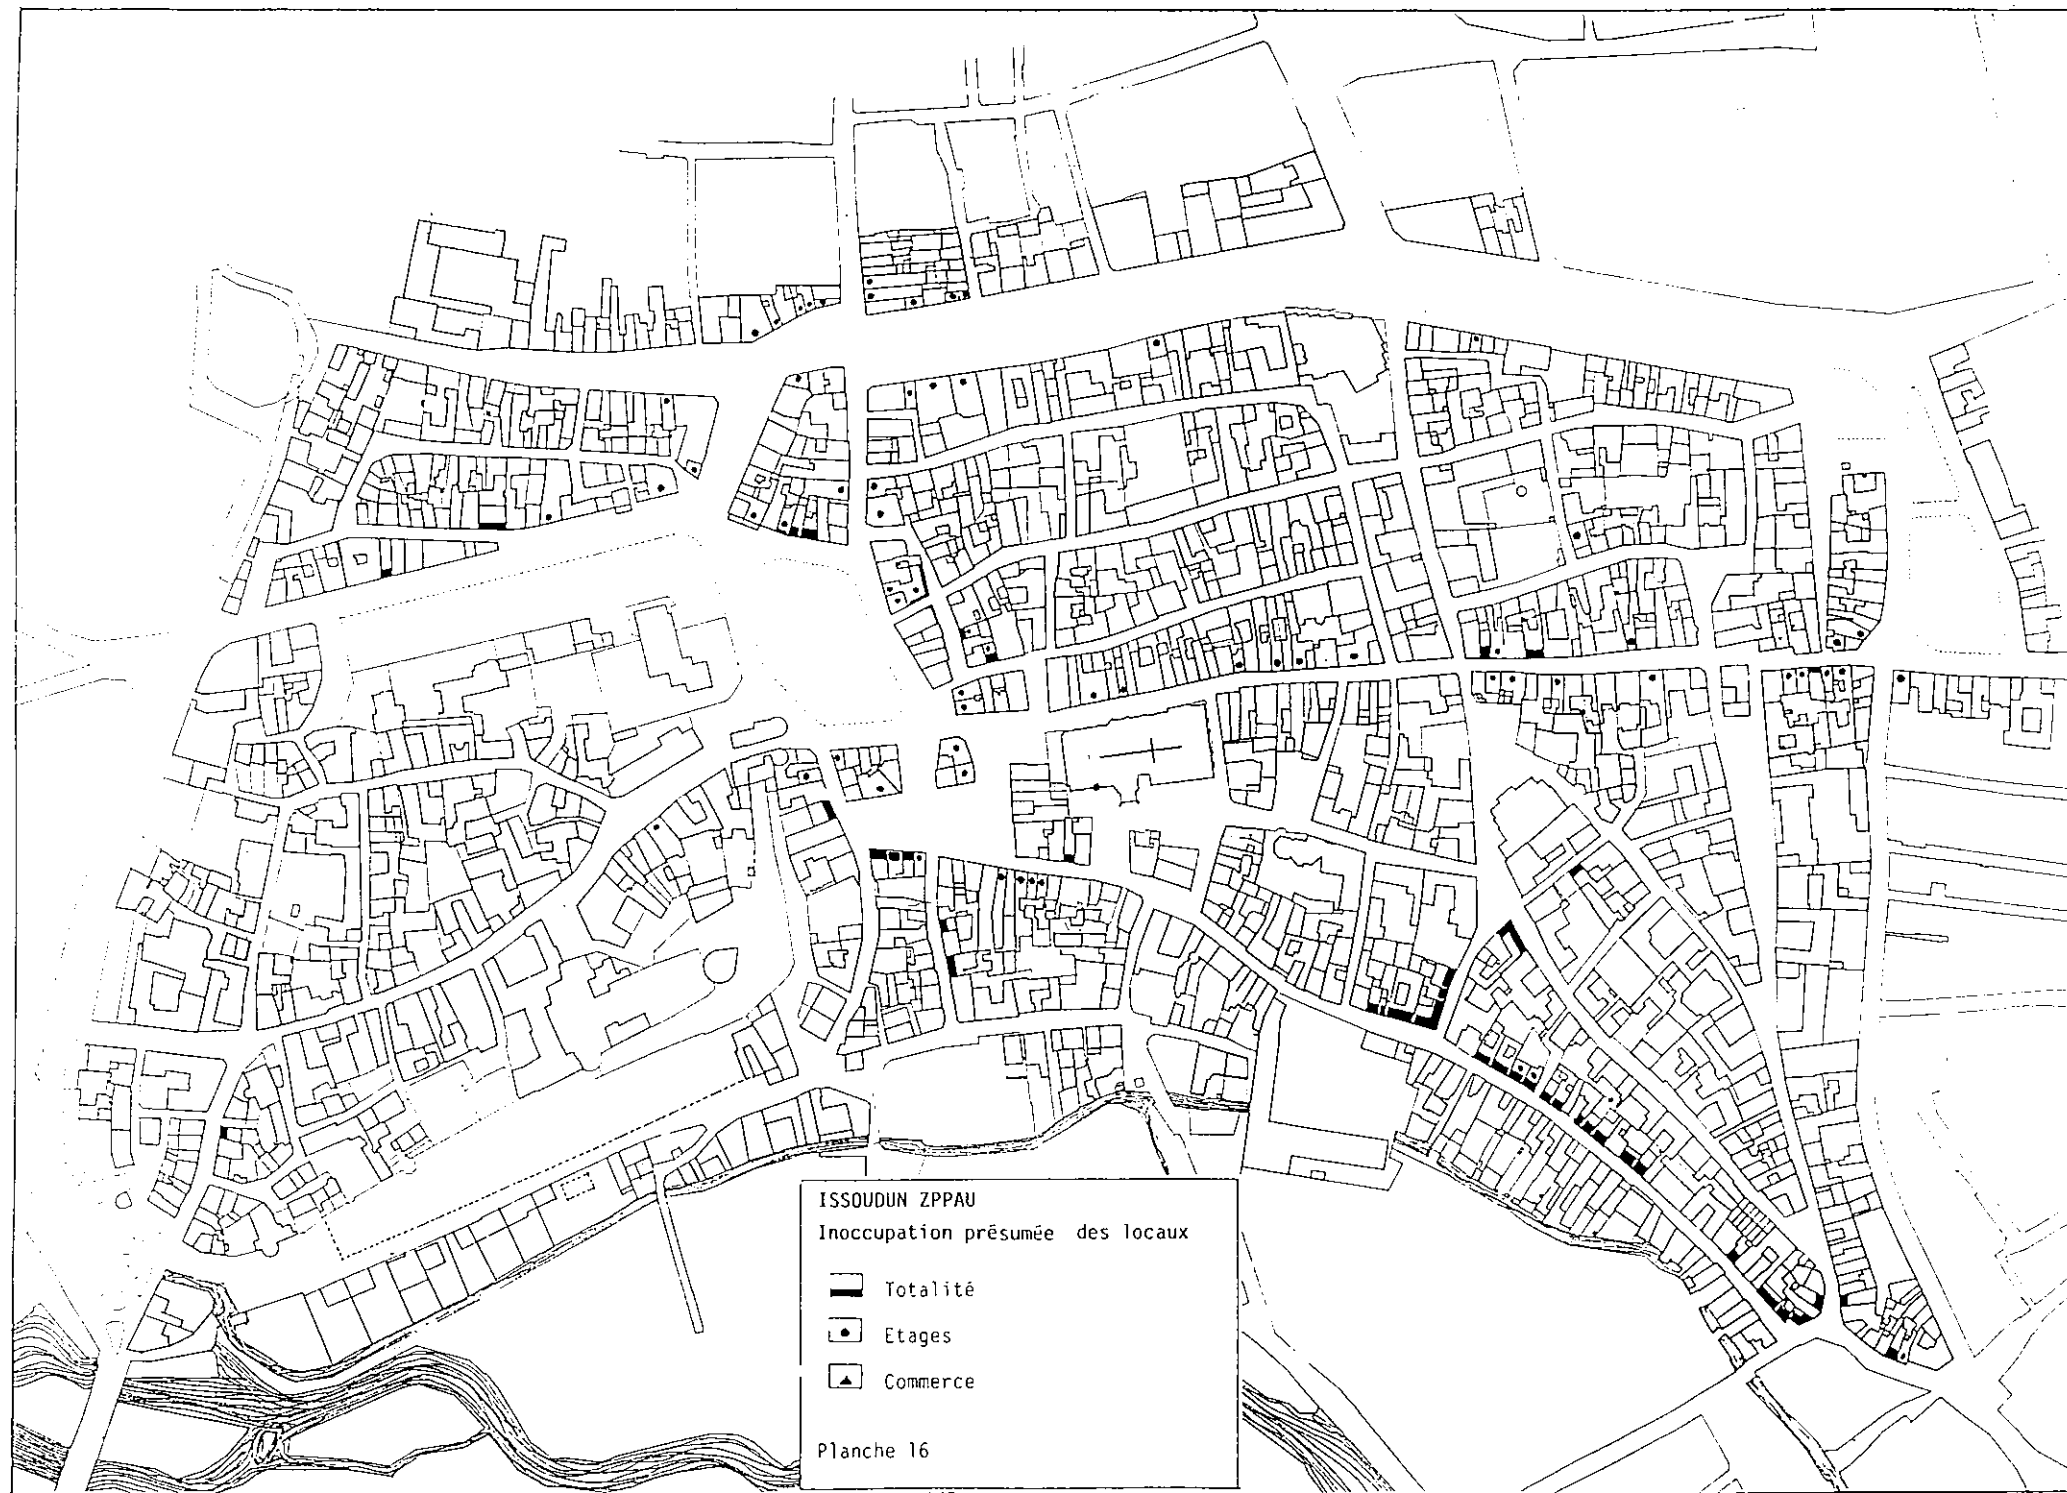 ISSOUDUN ZPPAU
Inoccupation présumée des locaux
Totalité
Etages
Commerce
Planche 16